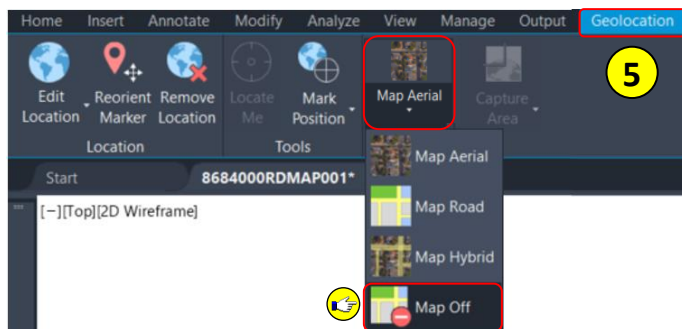 Home Insert Annotate Modify Analyze View Manage Output Geolocation
5
Edit Location
Reorient Marker
Remove Location
Locate Me
Mark Position
Map Aerial
Capture Area
Location
Tools
Start
8684000RDMAP001*
[−][Top][2D Wireframe]
Map Aerial
Map Road
Map Hybrid
Map Off